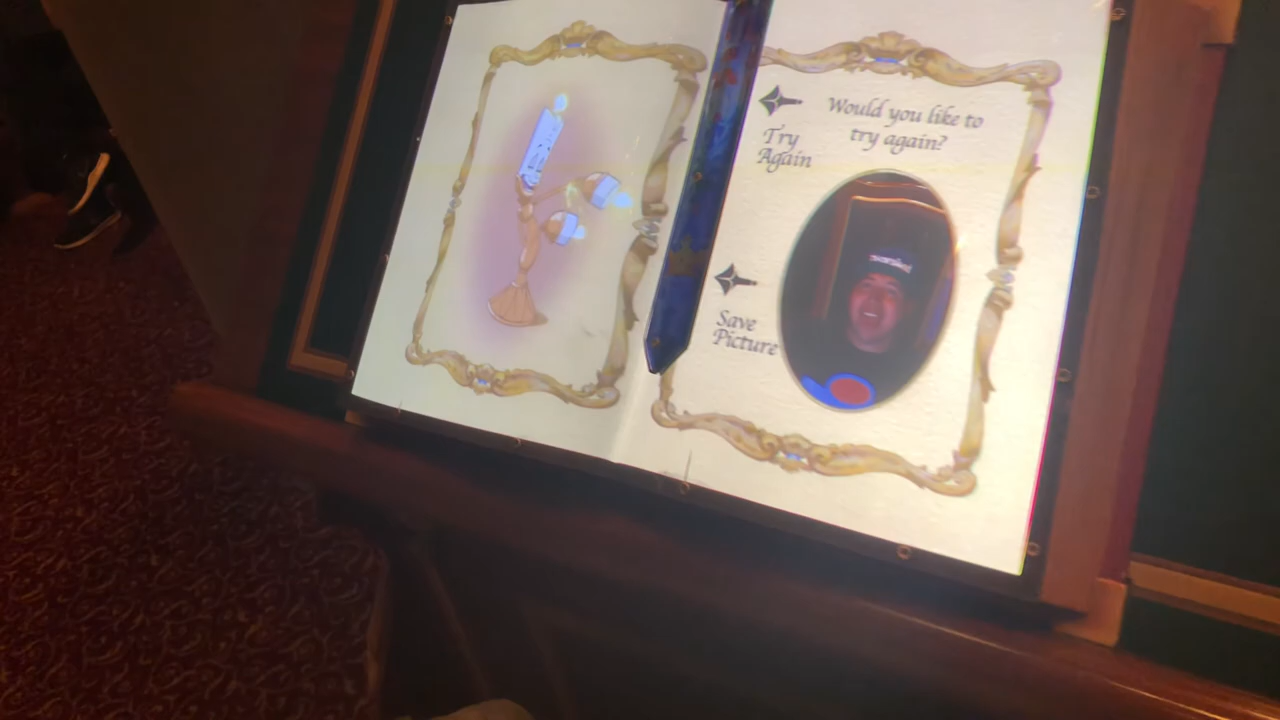 Would you like to
try again?
Try
Again
Save
Picture